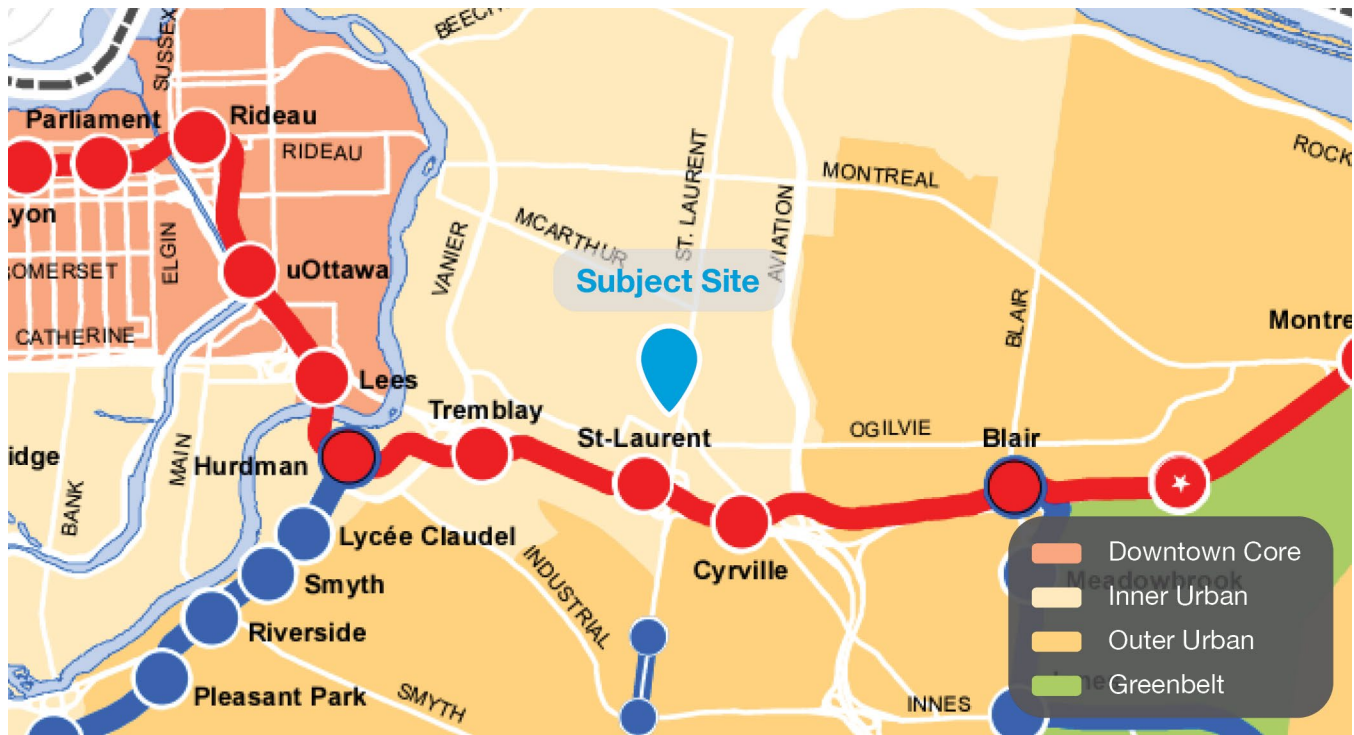 BEECH
SUSSEX
Parliament
Rideau
RIDEAU
ROCK
MONTREAL
ST. LAURENT
AVIATION
MCARTHUR
VANIER
Lyon
ELGIN
SOMERSET
uOttawa
Subject Site
CATHERINE
BLAIR
Montre
Lees
Tremblay
St-Laurent
OGILVIE
Blair
idge
MAIN
Hurdman
BANK
Lycée Claudel
Cyrville
INDUSTRIAL
Smyth
Riverside
Pleasant Park
SMYTH
INNES
Downtown Core
Meadowbrook
Inner Urban
Outer Urban
Greenbelt